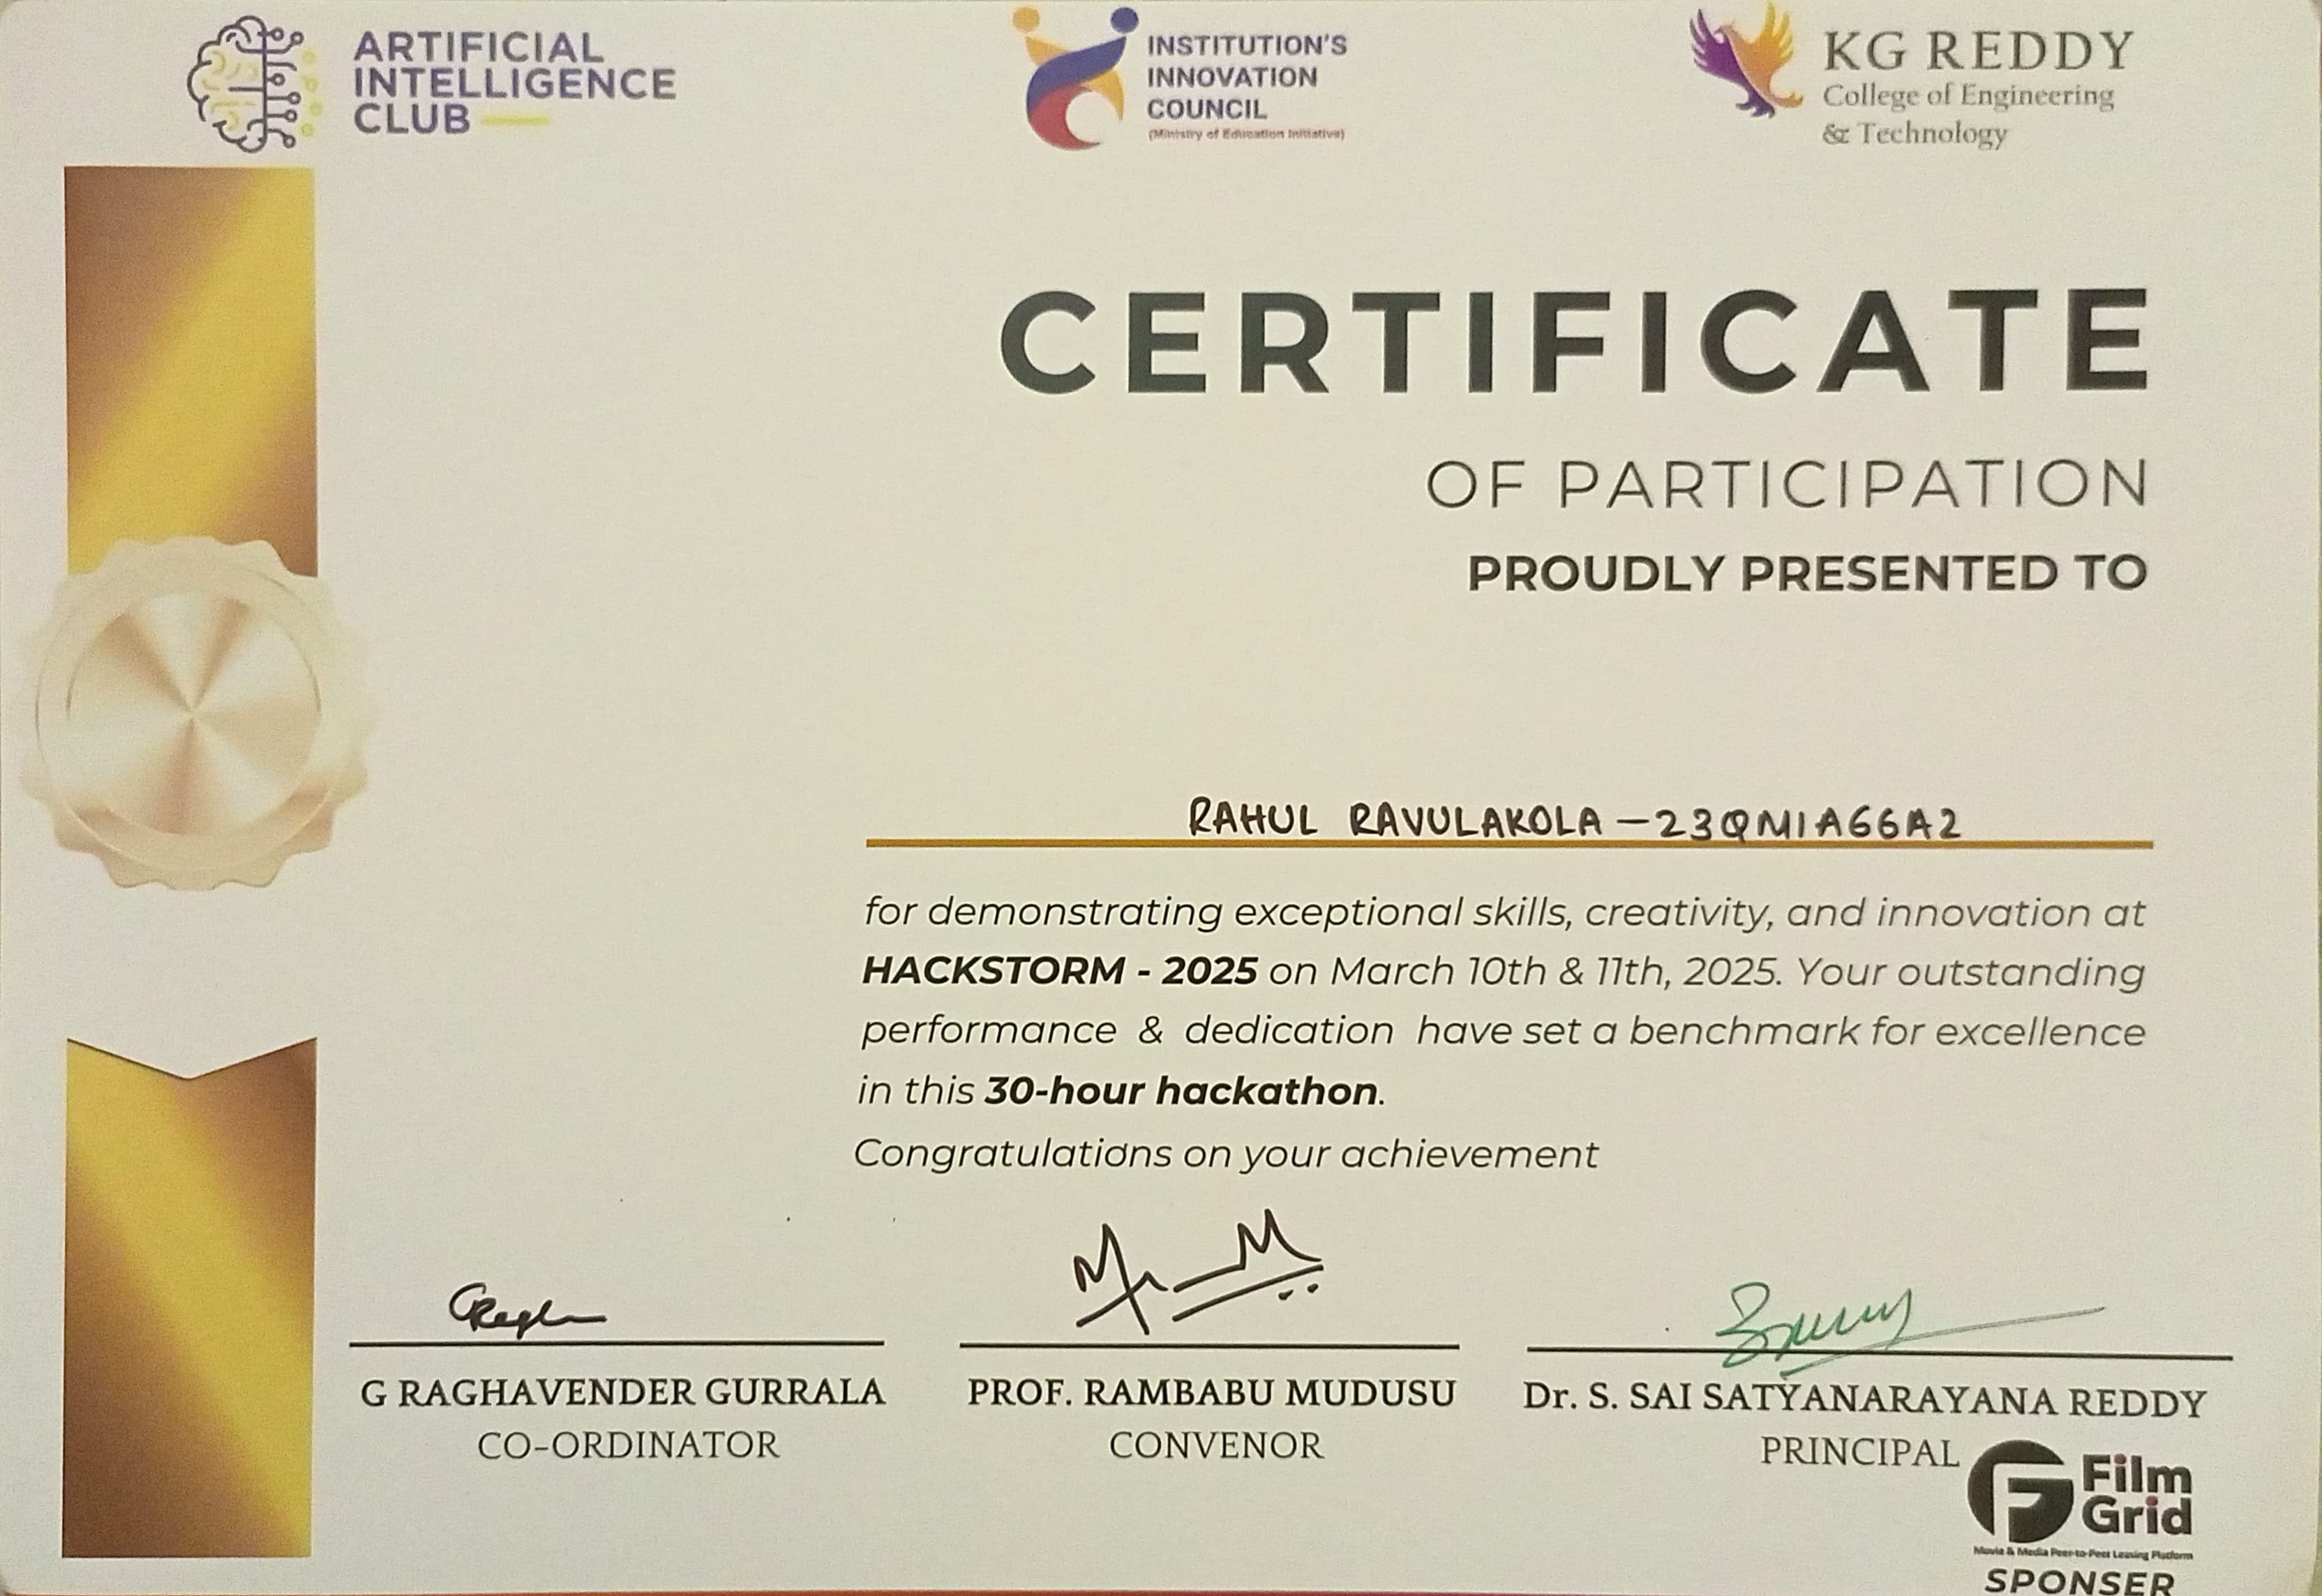 ARTIFICIAL
INTELLIGENCE
CLUB
INSTITUTION'S
INNOVATION
COUNCIL
(Ministry of Education Initiative)
KG REDDY
College of Engineering
& Technology
CERTIFICATE
OF PARTICIPATION
PROUDLY PRESENTED TO
RAHUL RAVULAKOLA - 23QM1A66A2
for demonstrating exceptional skills, creativity, and innovation at
HACKSTORM - 2025 on March 10th & 11th, 2025. Your outstanding
performance & dedication have set a benchmark for excellence
in this 30-hour hackathon.
Congratulations on your achievement
G RAGHAVENDER GURRALA
CO-ORDINATOR
PROF. RAMBABU MUDUSU
CONVENOR
Dr. S. SAI SATYANARAYANA REDDY
PRINCIPAL
Film
Grid
Movie & Media Peer-to-Peer Leasing Platform
SPONSER